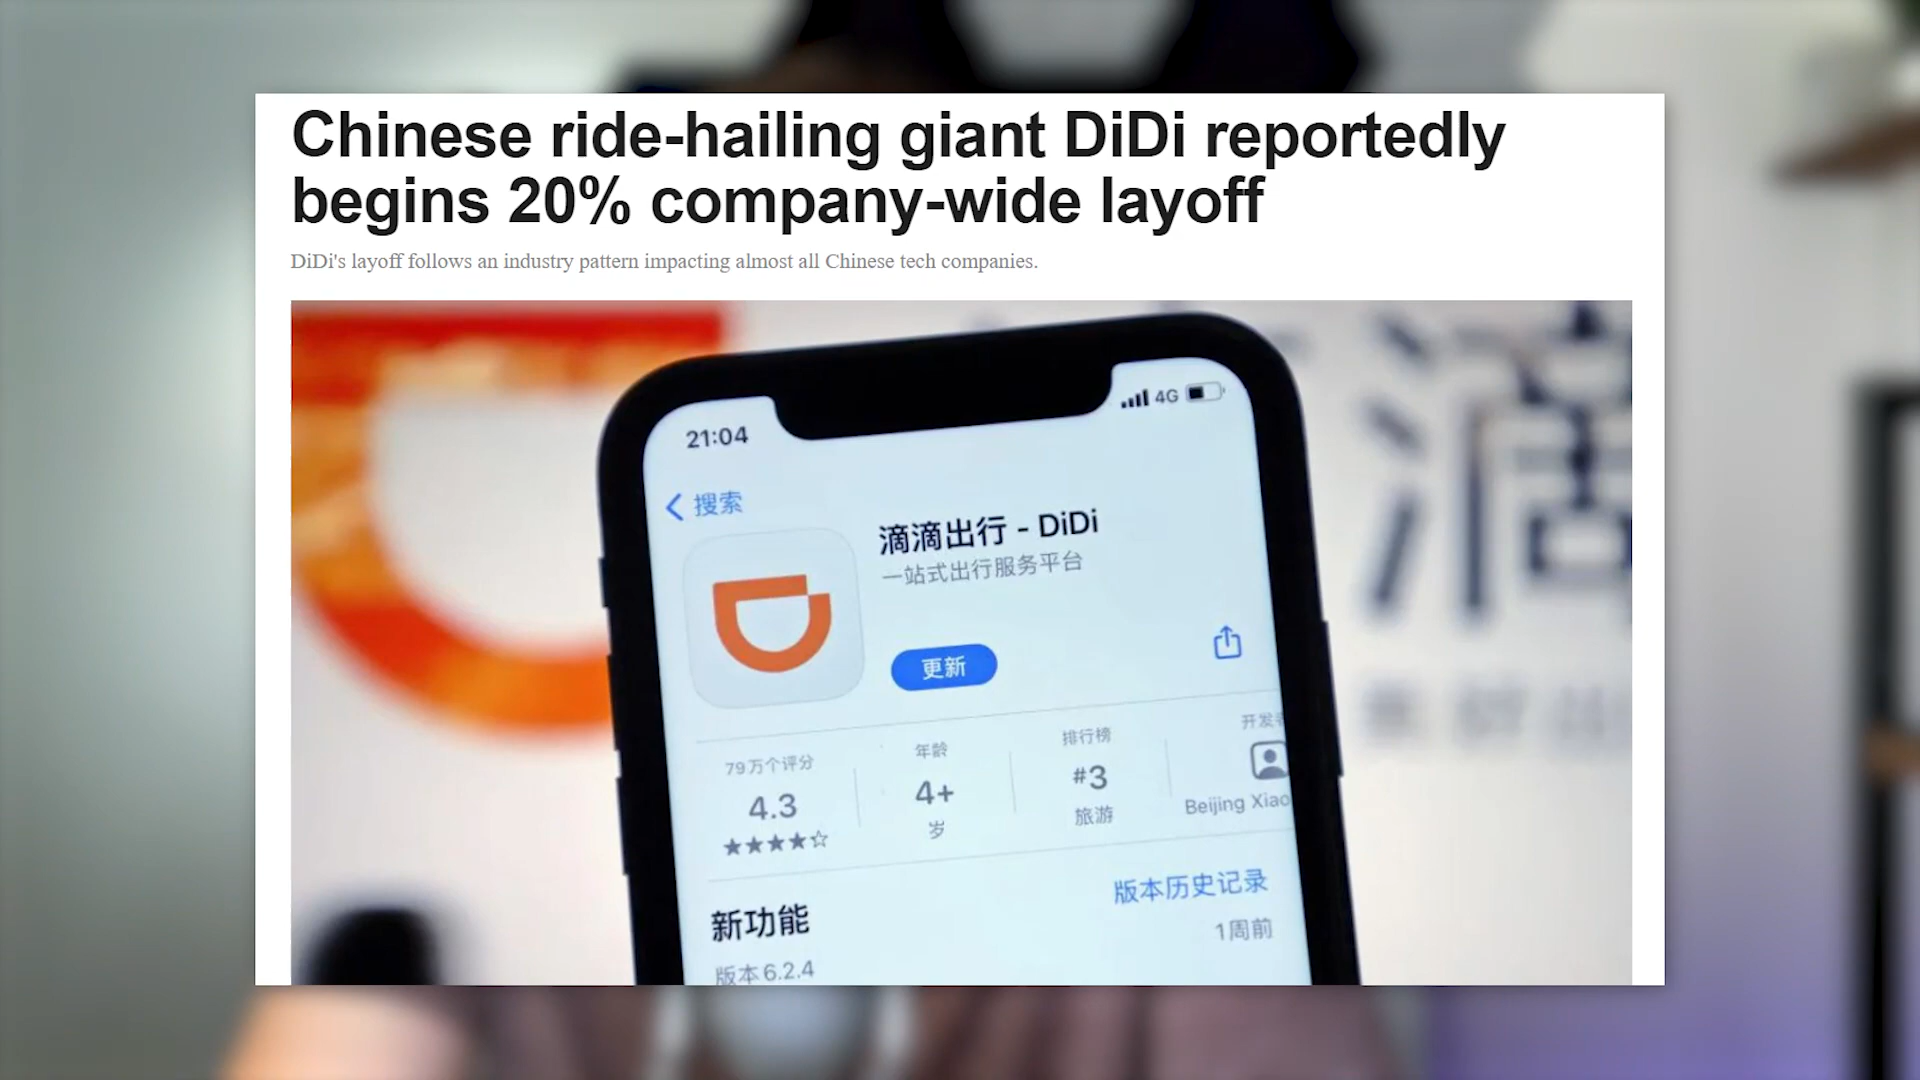 Chinese ride-hailing giant DiDi reportedly
begins 20% company-wide layoff
DiDi's layoff follows an industry pattern impacting almost all Chinese tech companies.
21:04
4G
搜索
滴滴出行 - DiDi
一站式出行服务平台
更新
79万个评分
4.3
★★★★☆
年龄
4+
岁
排行榜
#3
旅游
开发
Beijing Xiao
新功能
版本历史记录
版本 6.2.4
1周前
滴